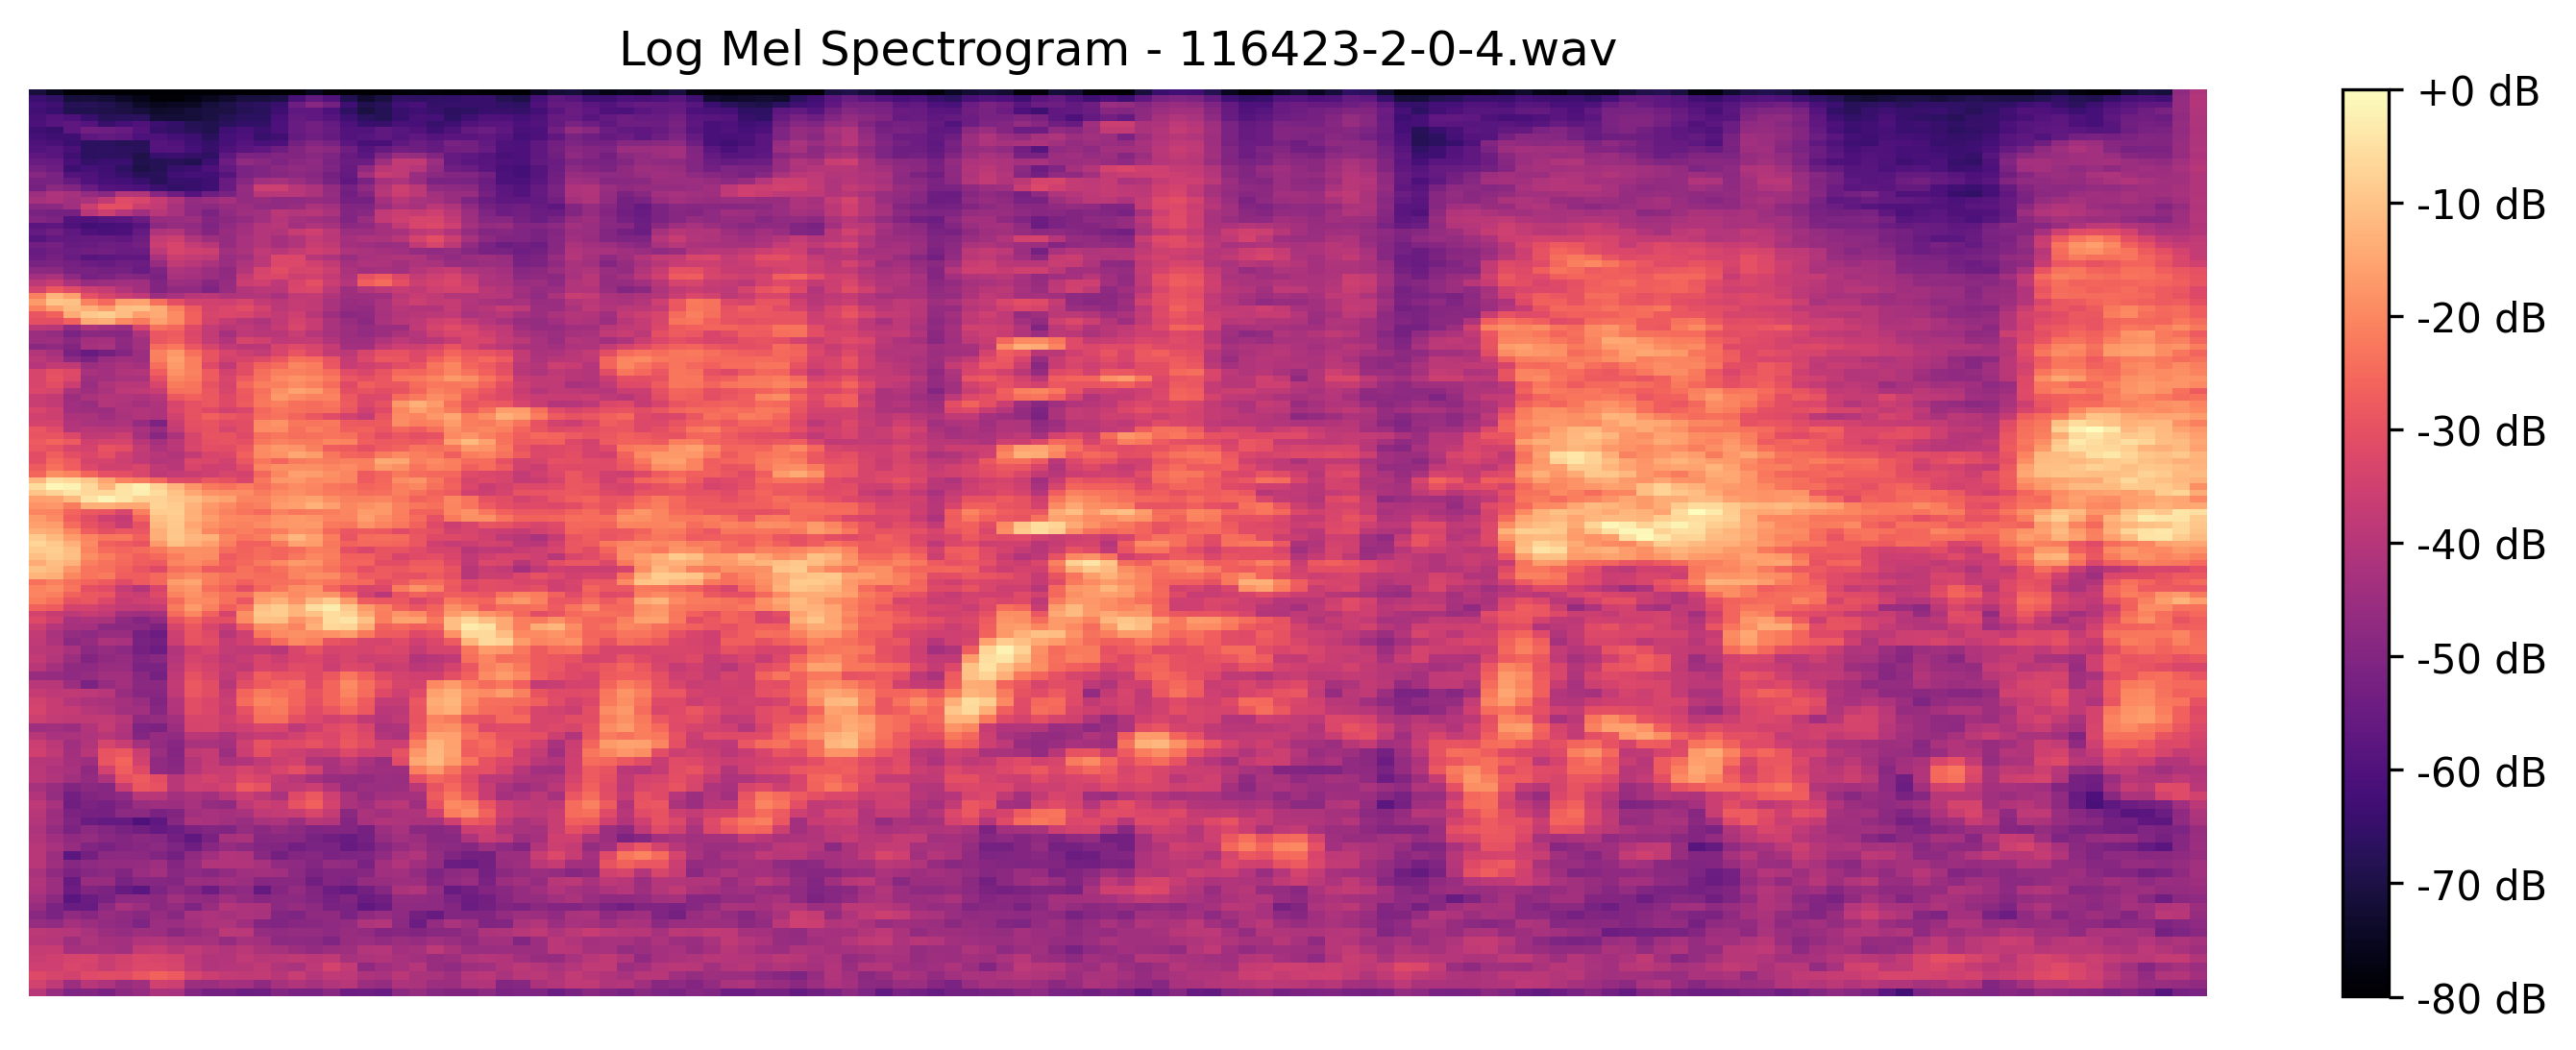 Log Mel Spectrogram - 116423-2-0-4.wav
+0 dB
-10 dB
-20 dB
-30 dB
-40 dB
-50 dB
-60 dB
-70 dB
-80 dB